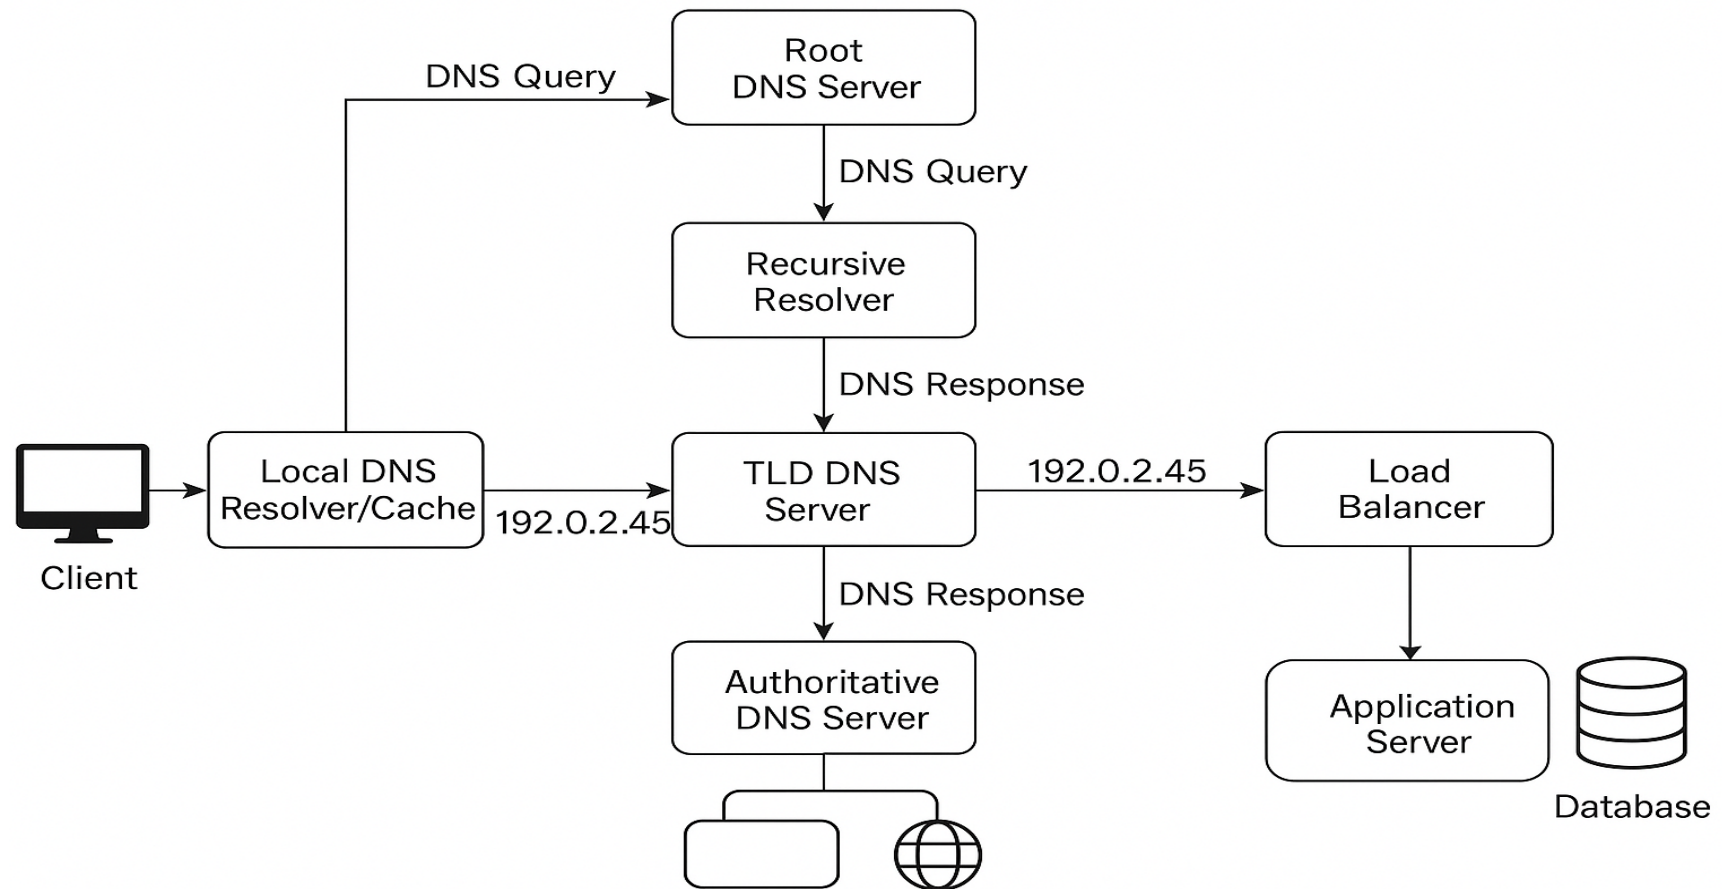 Root
DNS Server
DNS Query
DNS Query
Recursive
Resolver
DNS Response
Client
Local DNS
Resolver/Cache
192.0.2.45
TLD DNS
Server
192.0.2.45
Load
Balancer
DNS Response
Authoritative
DNS Server
Application
Server
Database